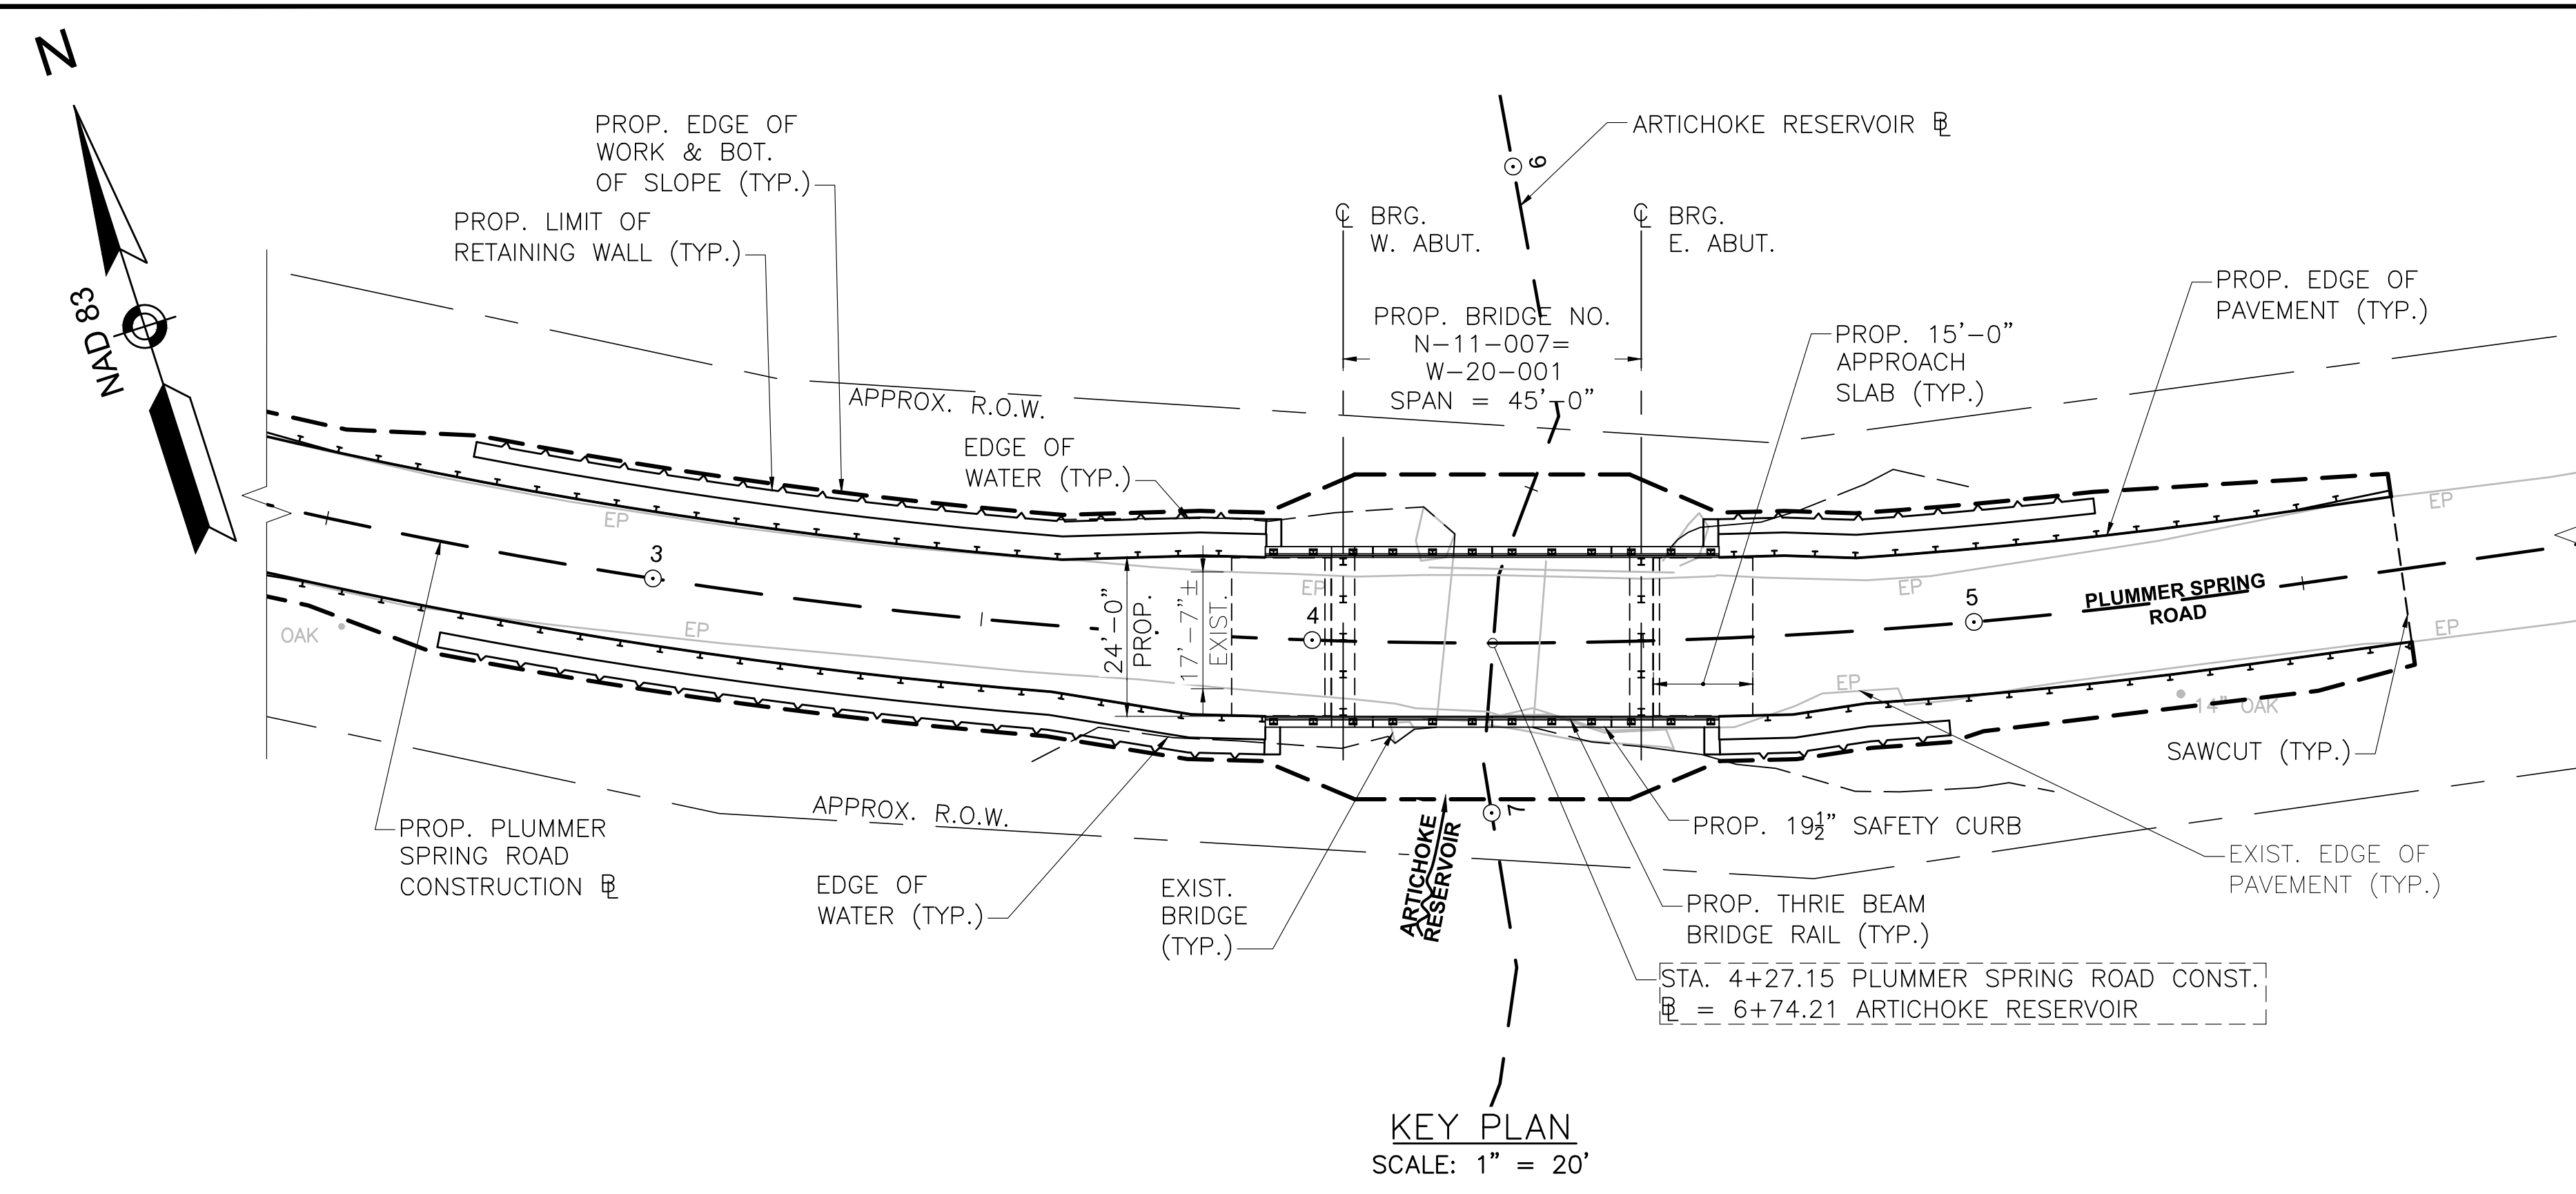 N
NAD 83
PROP. EDGE OF
WORK & BOT.
OF SLOPE (TYP.)
PROP. LIMIT OF
RETAINING WALL (TYP.)
ARTICHOKE RESERVOIR ℄
6
℄ BRG.
W. ABUT.
℄ BRG.
E. ABUT.
PROP. BRIDGE NO.
N-11-007=
W-20-001
SPAN = 45'-0"
PROP. EDGE OF
PAVEMENT (TYP.)
PROP. 15'-0"
APPROACH
SLAB (TYP.)
APPROX. R.O.W.
EDGE OF
WATER (TYP.)
EP
EP
EP
EP
EP
EP
EP
EP
OAK
3
4
5
24'-0"
PROP.
17'-7"±
EXIST.
PLUMMER SPRING
ROAD
14" OAK
SAWCUT (TYP.)
APPROX. R.O.W.
7
ARTICHOKE
RESERVOIR
PROP. PLUMMER
SPRING ROAD
CONSTRUCTION BL
EDGE OF
WATER (TYP.)
EXIST.
BRIDGE
(TYP.)
PROP. 19½" SAFETY CURB
EXIST. EDGE OF
PAVEMENT (TYP.)
PROP. THRIE BEAM
BRIDGE RAIL (TYP.)
STA. 4+27.15 PLUMMER SPRING ROAD CONST.
BL = 6+74.21 ARTICHOKE RESERVOIR
KEY PLAN
SCALE: 1" = 20'